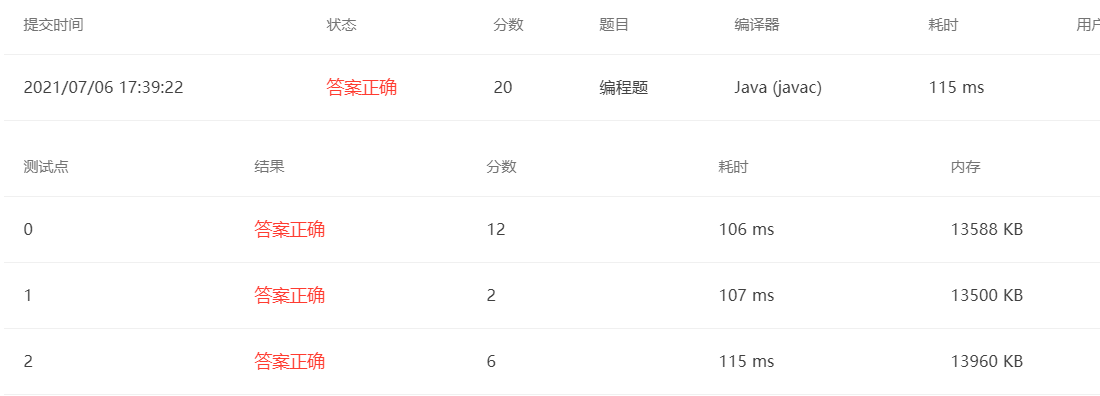 提交时间 状态 分数 题目 编译器 耗时 用户
2021/07/06 17:39:22 答案正确 20 编程题 Java (javac) 115 ms
测试点 结果 分数 耗时 内存
0 答案正确 12 106 ms 13588 KB
1 答案正确 2 107 ms 13500 KB
2 答案正确 6 115 ms 13960 KB